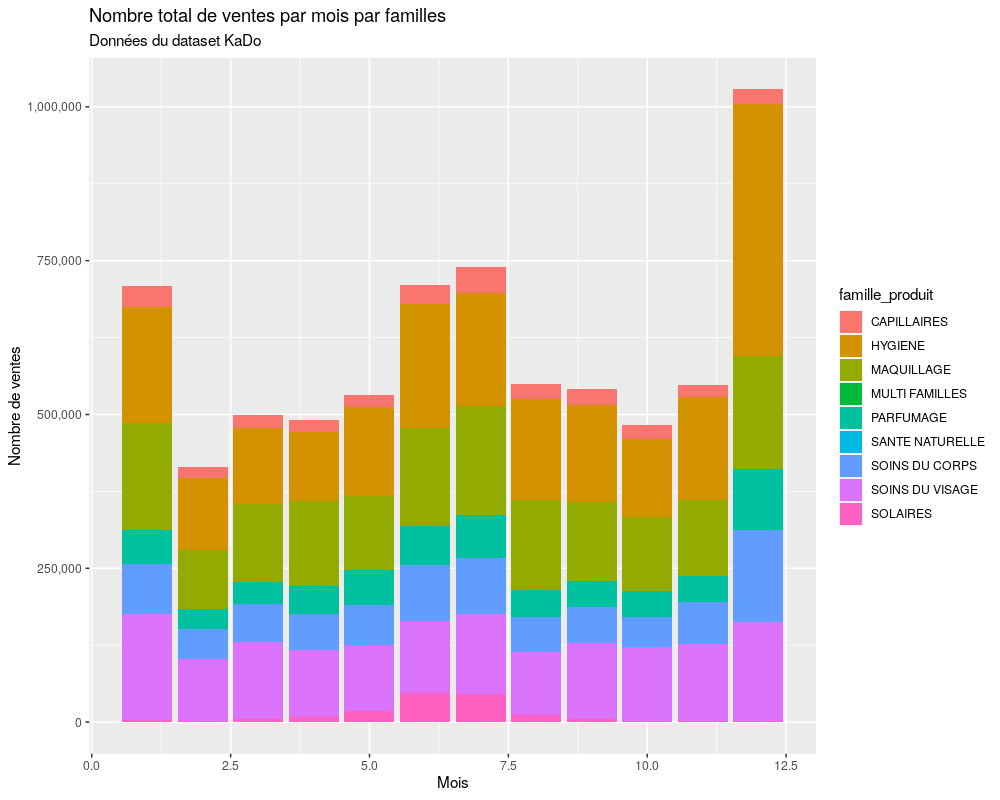 Nombre total de ventes par mois par familles
Données du dataset KaDo
Nombre de ventes
1,000,000
750,000
500,000
250,000
0
0.0 2.5 5.0 7.5 10.0 12.5
Mois
famille_produit
CAPILLAIRES
HYGIENE
MAQUILLAGE
MULTI FAMILLES
PARFUMAGE
SANTE NATURELLE
SOINS DU CORPS
SOINS DU VISAGE
SOLAIRES